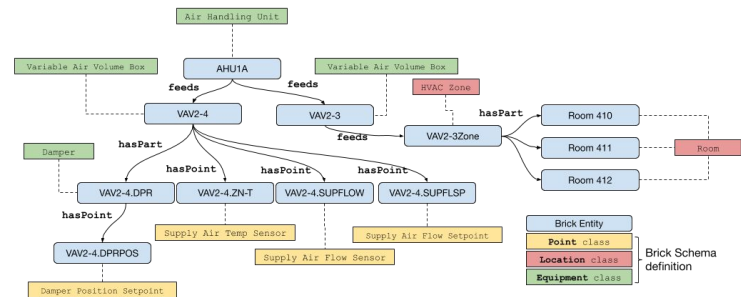 Air Handling Unit
Variable Air Volume Box
AHU1A
Variable Air Volume Box
feeds
feeds
HVAC Zone
VAV2-4
VAV2-3
hasPart
Room 410
feeds
VAV2-3Zone
Damper
hasPart
hasPoint
hasPoint
hasPoint
Room 411
Room
VAV2-4.DPR
VAV2-4.ZN-T
VAV2-4.SUPFLOW
VAV2-4.SUPFLSP
Room 412
hasPoint
Supply Air Temp Sensor
Supply Air Flow Setpoint
Brick Entity
VAV2-4.DPRPOS
Supply Air Flow Sensor
Point class
Location class
Equipment class
Brick Schema
definition
Damper Position Setpoint